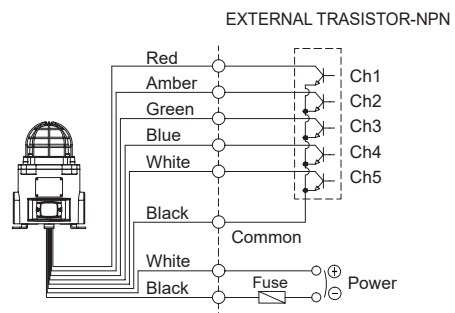 EXTERNAL TRASISTOR-NPN
Red
Ch1
Amber
Ch2
Green
Ch3
Blue
Ch4
White
Ch5
Black
Common
White
Black
Fuse
+
Power
-